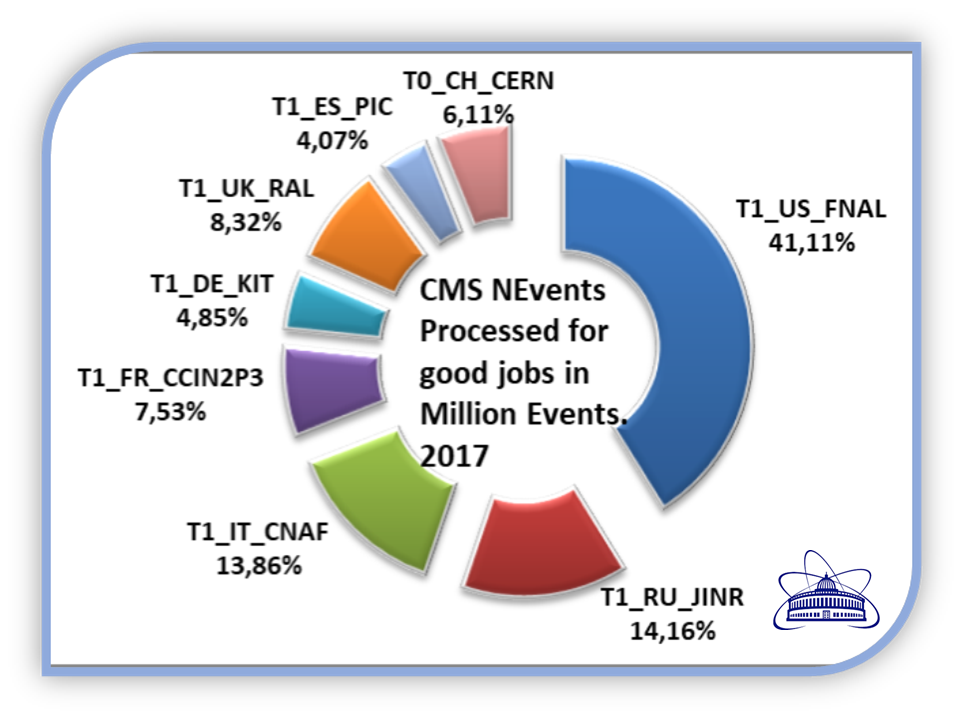 T0_CH_CERN
6,11%
T1_ES_PIC
4,07%
T1_UK_RAL
8,32%
T1_US_FNAL
41,11%
T1_DE_KIT
4,85%
CMS NEvents
Processed for
good jobs in
Million Events.
2017
T1_FR_CCIN2P3
7,53%
T1_IT_CNAF
13,86%
T1_RU_JINR
14,16%